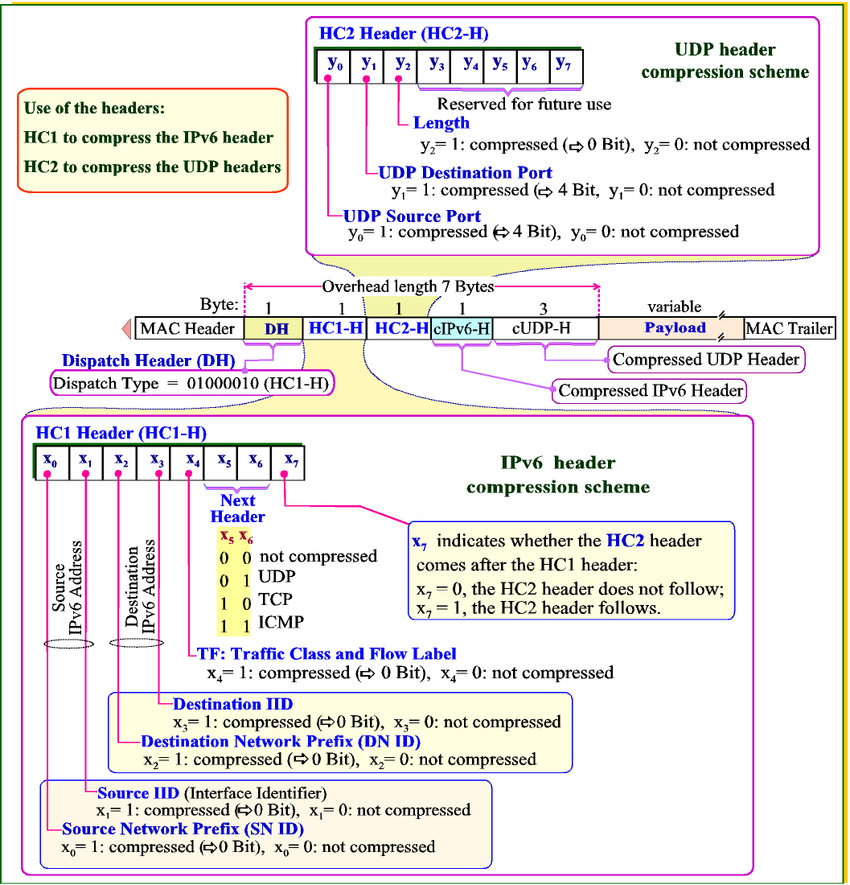 HC2 Header (HC2-H)
y0 y1 y2 y3 y4 y5 y6 y7
UDP header
compression scheme
Reserved for future use
Length
y2= 1: compressed (⇨ 0 Bit), y2= 0: not compressed
UDP Destination Port
y1= 1: compressed (⇨ 4 Bit, y1= 0: not compressed
UDP Source Port
y0= 1: compressed (⇨ 4 Bit), y0= 0: not compressed
Use of the headers:
HC1 to compress the IPv6 header
HC2 to compress the UDP headers
Overhead length 7 Bytes
Byte: 1 1 1 1 3 variable
MAC Header DH HC1-H HC2-H cIPv6-H cUDP-H Payload MAC Trailer
Dispatch Header (DH)
Dispatch Type = 01000010 (HC1-H)
Compressed UDP Header
Compressed IPv6 Header
HC1 Header (HC1-H)
x0 x1 x2 x3 x4 x5 x6 x7
IPv6 header
compression scheme
Next
Header
x5 x6
0 0 not compressed
0 1 UDP
1 0 TCP
1 1 ICMP
x7 indicates whether the HC2 header
comes after the HC1 header:
x7 = 0, the HC2 header does not follow;
x7 = 1, the HC2 header follows.
Source
IPv6 Address
Destination
IPv6 Address
TF: Traffic Class and Flow Label
x4= 1: compressed (⇨ 0 Bit), x4= 0: not compressed
Destination IID
x3= 1: compressed (⇨0 Bit), x3= 0: not compressed
Destination Network Prefix (DN ID)
x2= 1: compressed (⇨0 Bit), x2= 0: not compressed
Source IID (Interface Identifier)
x1= 1: compressed (⇨0 Bit), x1= 0: not compressed
Source Network Prefix (SN ID)
x0= 1: compressed (⇨0 Bit), x0= 0: not compressed